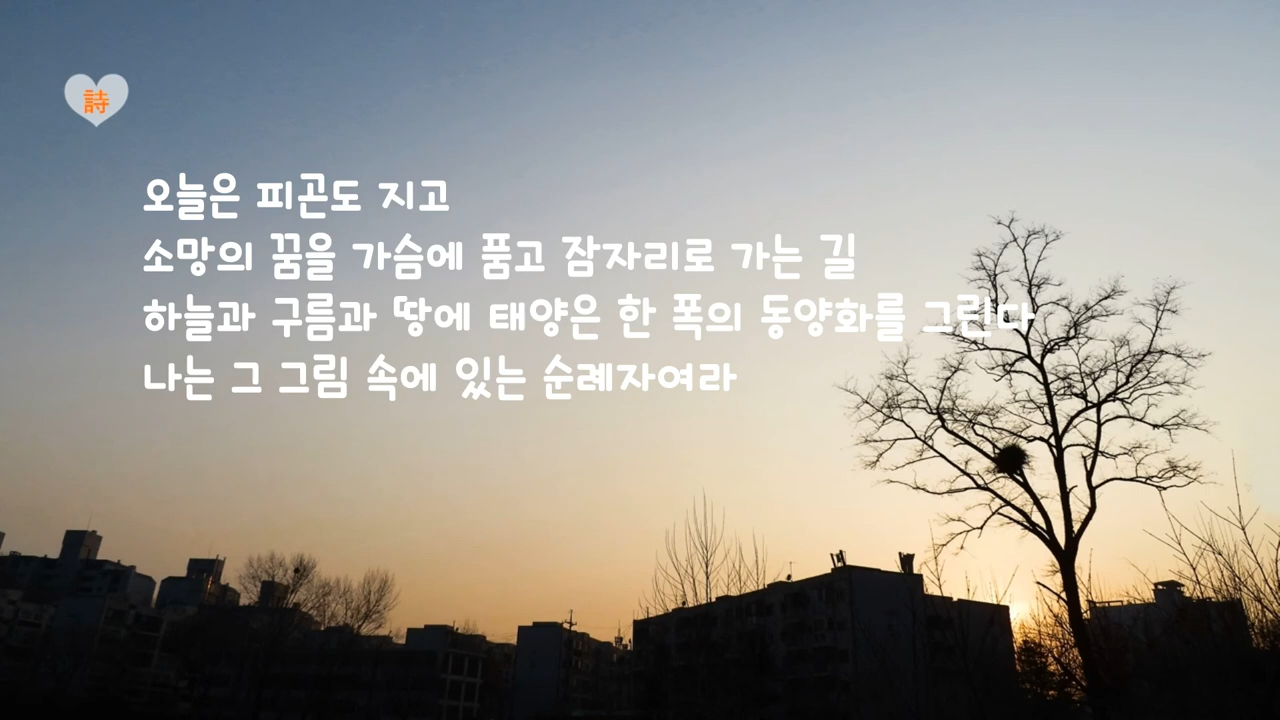 詩
오늘은 피곤도 지고
소망의 꿈을 가슴에 품고 잠자리로 가는 길
하늘과 구름과 땅에 태양은 한 폭의 동양화를 그린다
나는 그 그림 속에 있는 순례자여라